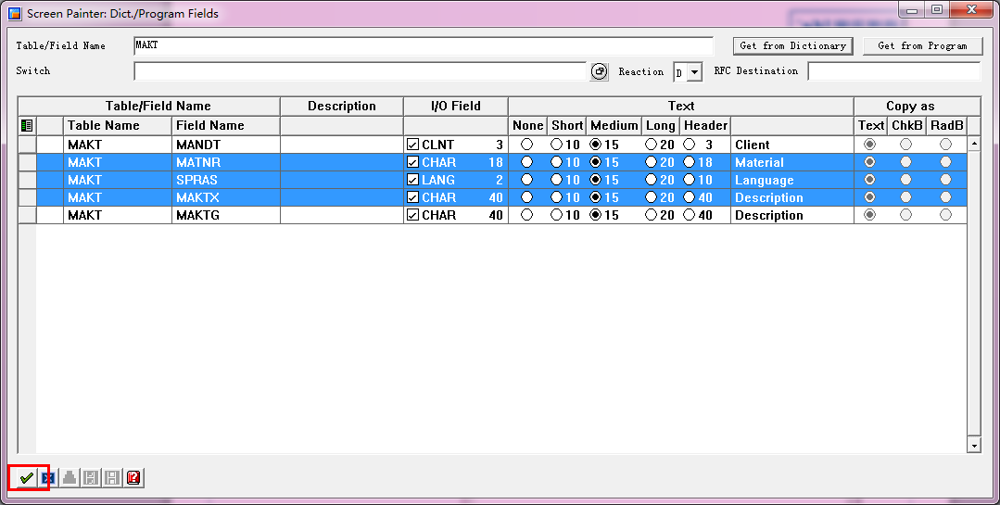 Screen Painter: Dict./Program Fields
Table/Field Name MAKT Get from Dictionary Get from Program
Switch Reaction D RFC Destination
Table/Field Name Description I/O Field Text Copy as
Table Name Field Name None Short Medium Long Header Text ChkB RadB
MAKT MANDT CLNT 3 10 15 20 3 Client
MAKT MATNR CHAR 18 10 15 20 18 Material
MAKT SPRAS LANG 2 10 15 20 10 Language
MAKT MAKTX CHAR 40 10 15 20 40 Description
MAKT MAKTG CHAR 40 10 15 20 40 Description